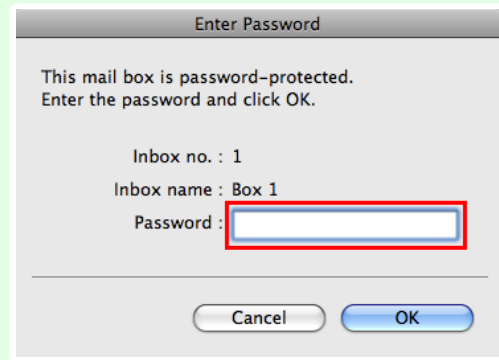 Enter Password
This mail box is password-protected.
Enter the password and click OK.
Inbox no. : 1
Inbox name : Box 1
Password :
Cancel OK